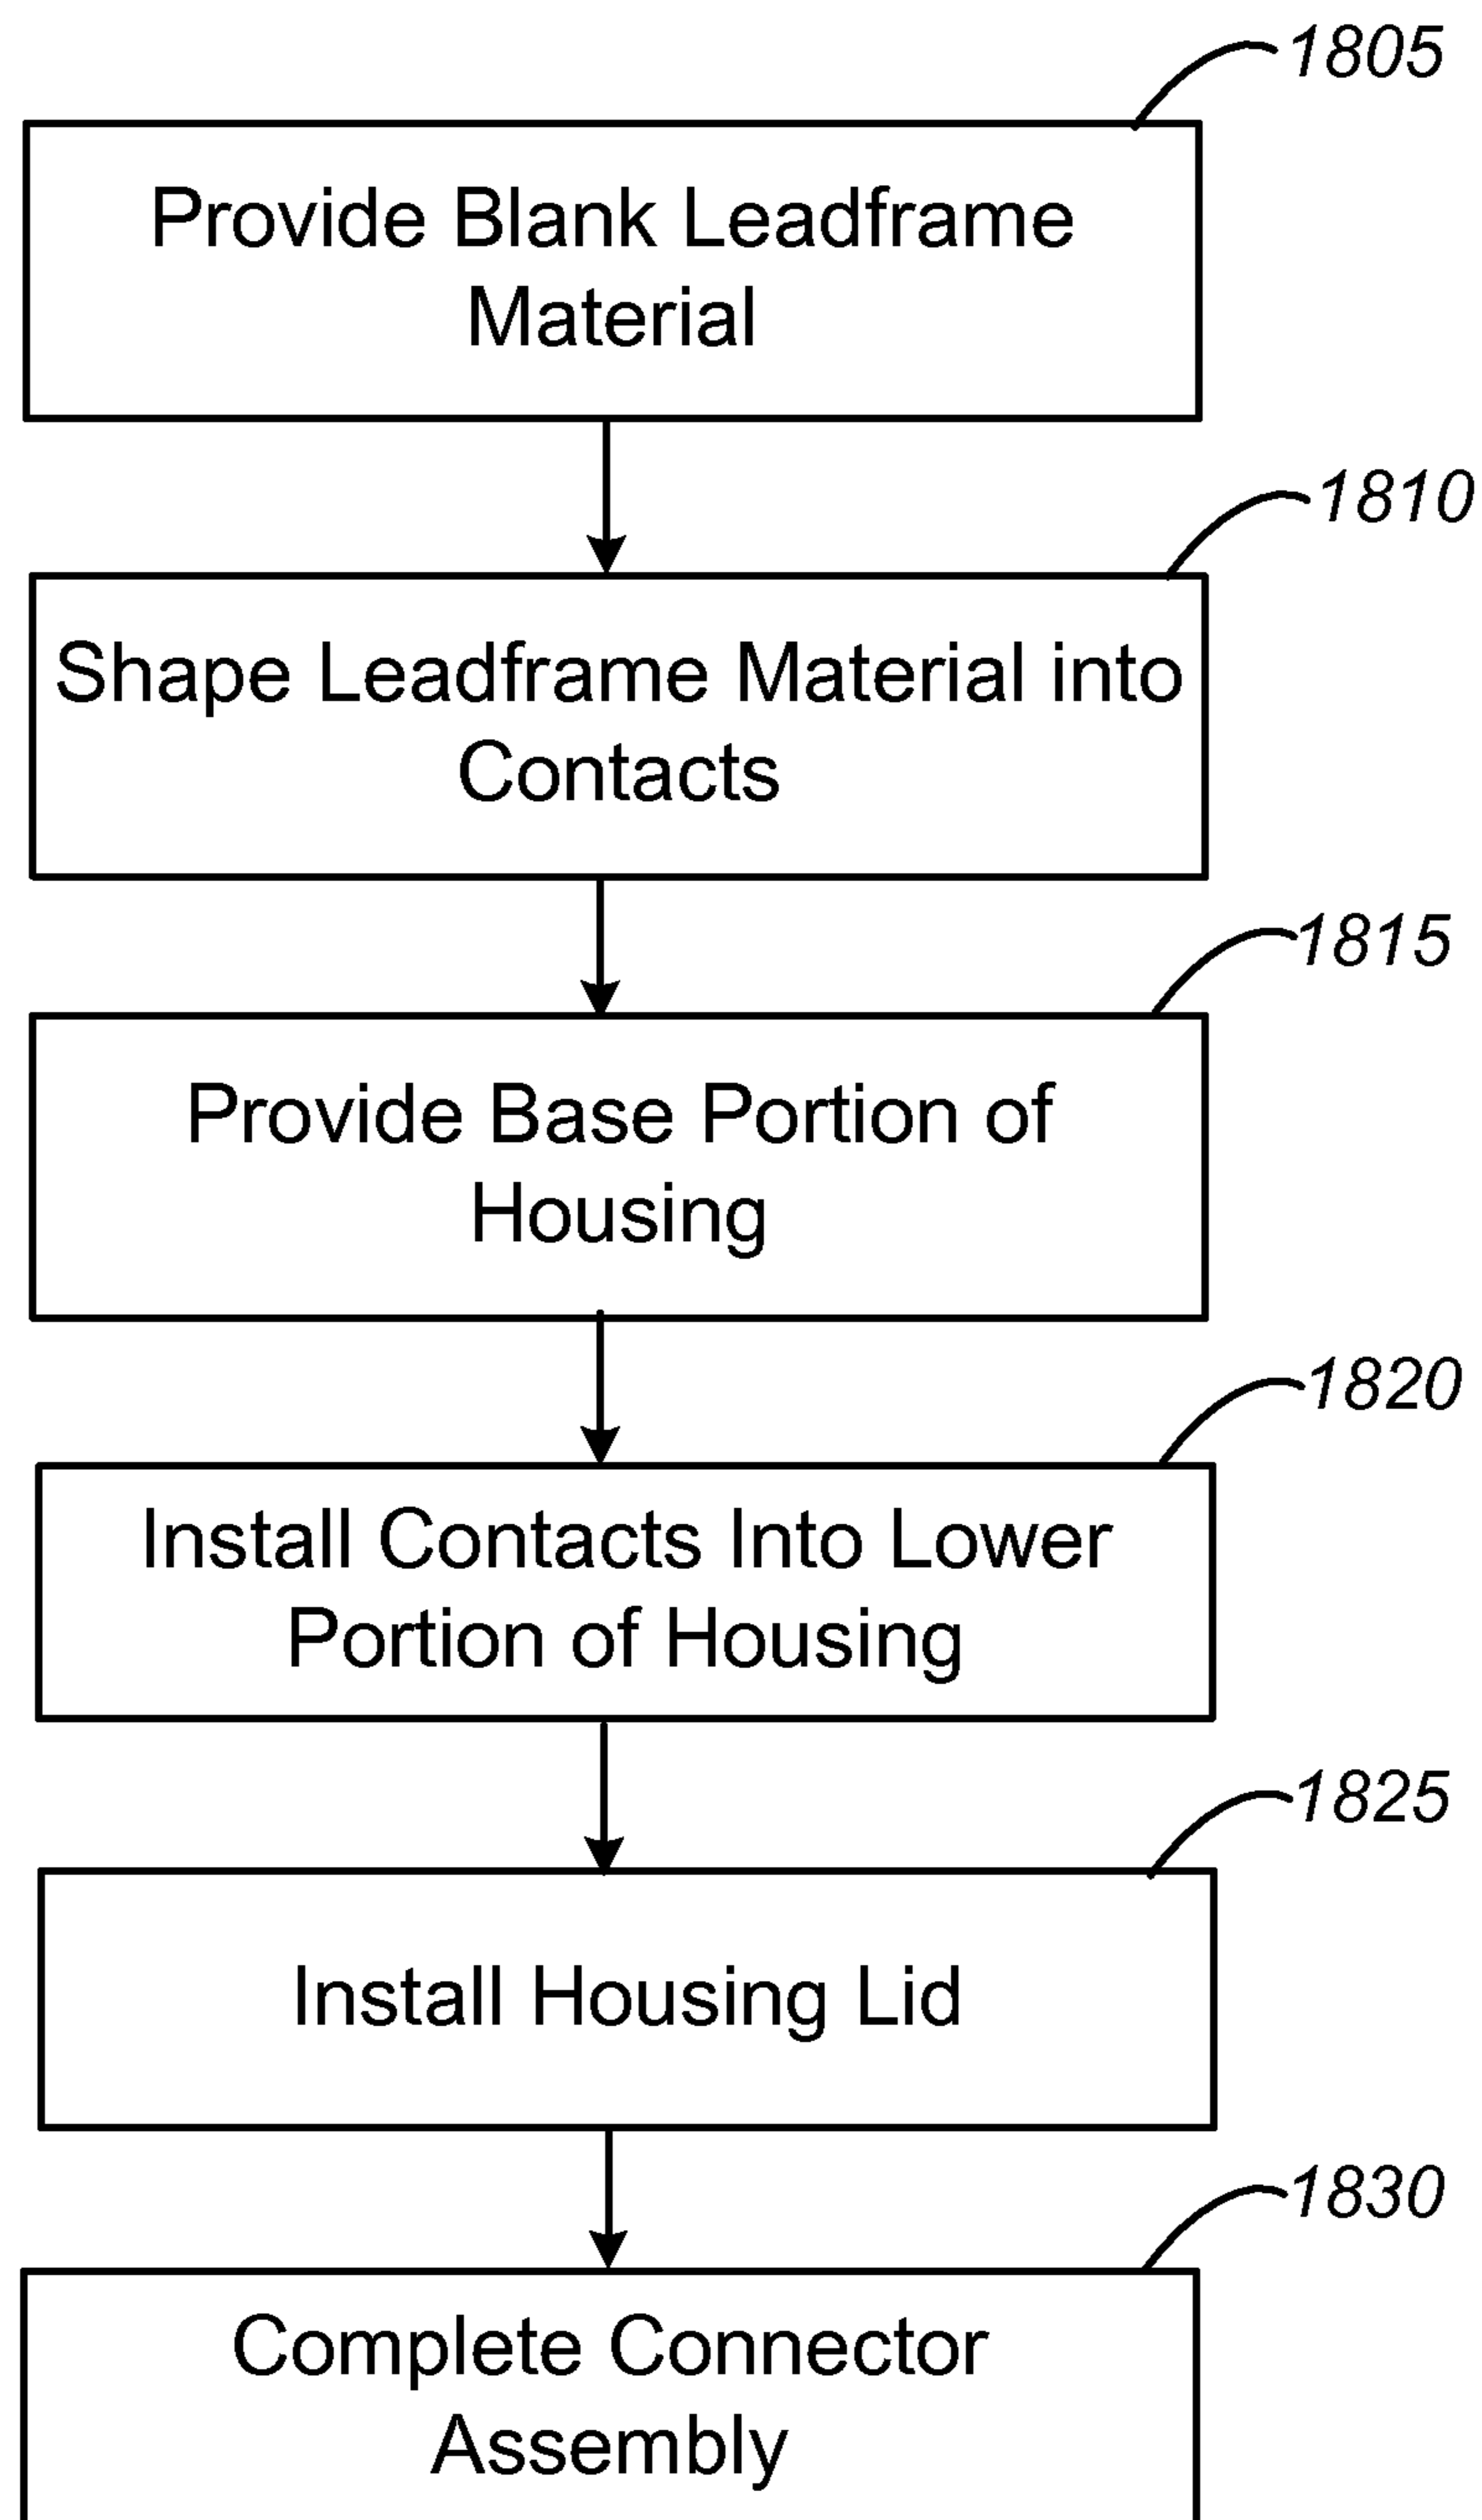 1805
Provide Blank Leadframe
Material
1810
Shape Leadframe Material into
Contacts
1815
Provide Base Portion of
Housing
1820
Install Contacts Into Lower
Portion of Housing
1825
Install Housing Lid
1830
Complete Connector
Assembly